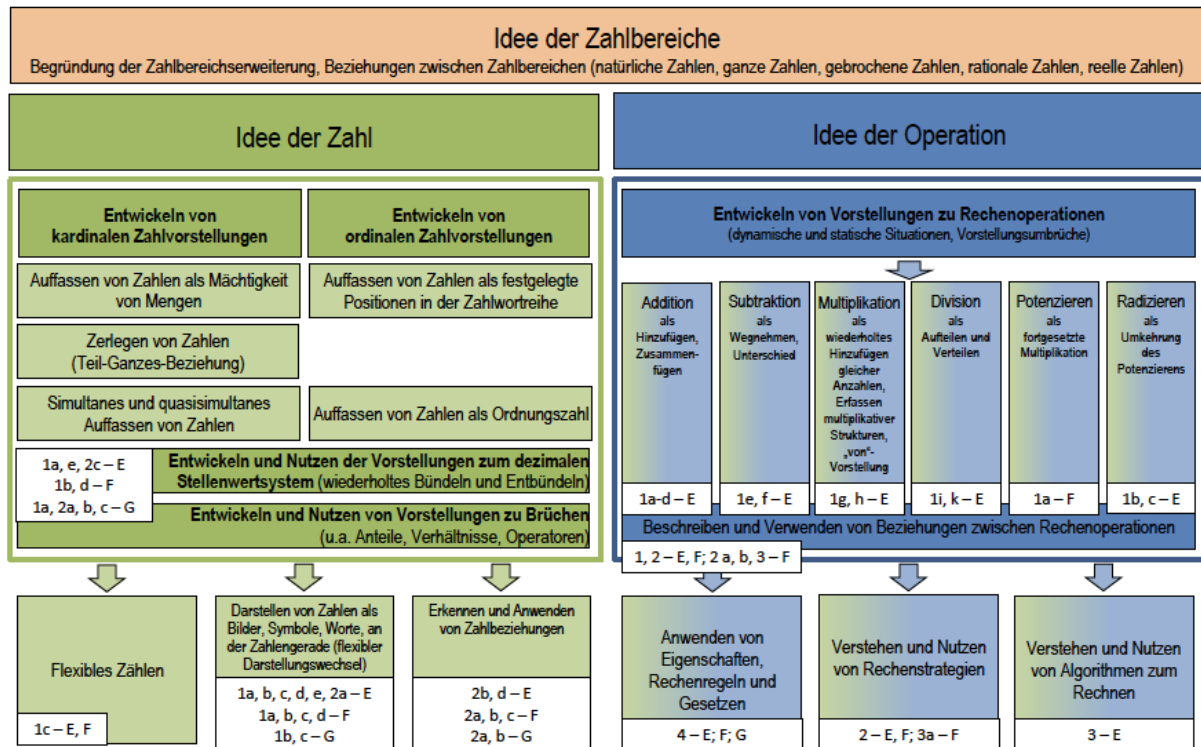 Idee der Zahlbereiche
Begründung der Zahlbereichserweiterung, Beziehungen zwischen Zahlbereichen (natürliche Zahlen, ganze Zahlen, gebrochene Zahlen, rationale Zahlen, reelle Zahlen)
Idee der Zahl
Entwickeln von
kardinalen Zahlvorstellungen
Entwickeln von
ordinalen Zahlvorstellungen
Auffassen von Zahlen als Mächtigkeit
von Mengen
Auffassen von Zahlen als festgelegte
Positionen in der Zahlwortreihe
Zerlegen von Zahlen
(Teil-Ganzes-Beziehung)
Simultanes und quasisimultanes
Auffassen von Zahlen
Auffassen von Zahlen als Ordnungszahl
1a, e, 2c – E
1b, d – F
1a, 2a, b, c – G
Entwickeln und Nutzen der Vorstellungen zum dezimalen
Stellenwertsystem (wiederholtes Bündeln und Entbündeln)
Entwickeln und Nutzen von Vorstellungen zu Brüchen
(u.a. Anteile, Verhältnisse, Operatoren)
Flexibles Zählen
1c – E, F
Darstellen von Zahlen als
Bilder, Symbole, Worte, an
der Zahlengerade (flexibler
Darstellungswechsel)
1a, b, c, d, e, 2a – E
1a, b, c, d – F
1b, c – G
Erkennen und Anwenden
von Zahlbeziehungen
2b, d – E
2a, b, c – F
2a, b – G
Idee der Operation
Entwickeln von Vorstellungen zu Rechenoperationen
(dynamische und statische Situationen, Vorstellungsumbrüche)
Addition
als
Hinzufügen,
Zusammen-
fügen
1a-d – E
Subtraktion
als
Wegnehmen,
Unterschied
1e, f – E
Multiplikation
als
wiederholtes
Hinzufügen
gleicher
Anzahlen,
Erfassen
multiplikativer
Strukturen,
„von“-
Vorstellung
1g, h – E
Division
als
Aufteilen und
Verteilen
1i, k – E
Potenzieren
als
fortgesetzte
Multiplikation
1a – F
Radizieren
als
Umkehrung
des
Potenzierens
1b, c – E
Beschreiben und Verwenden von Beziehungen zwischen Rechenoperationen
1, 2 – E, F; 2 a, b, 3 – F
Anwenden von
Eigenschaften,
Rechenregeln und
Gesetzen
4 – E; F; G
Verstehen und Nutzen
von Rechenstrategien
2 – E, F; 3a – F
Verstehen und Nutzen
von Algorithmen zum
Rechnen
3 – E